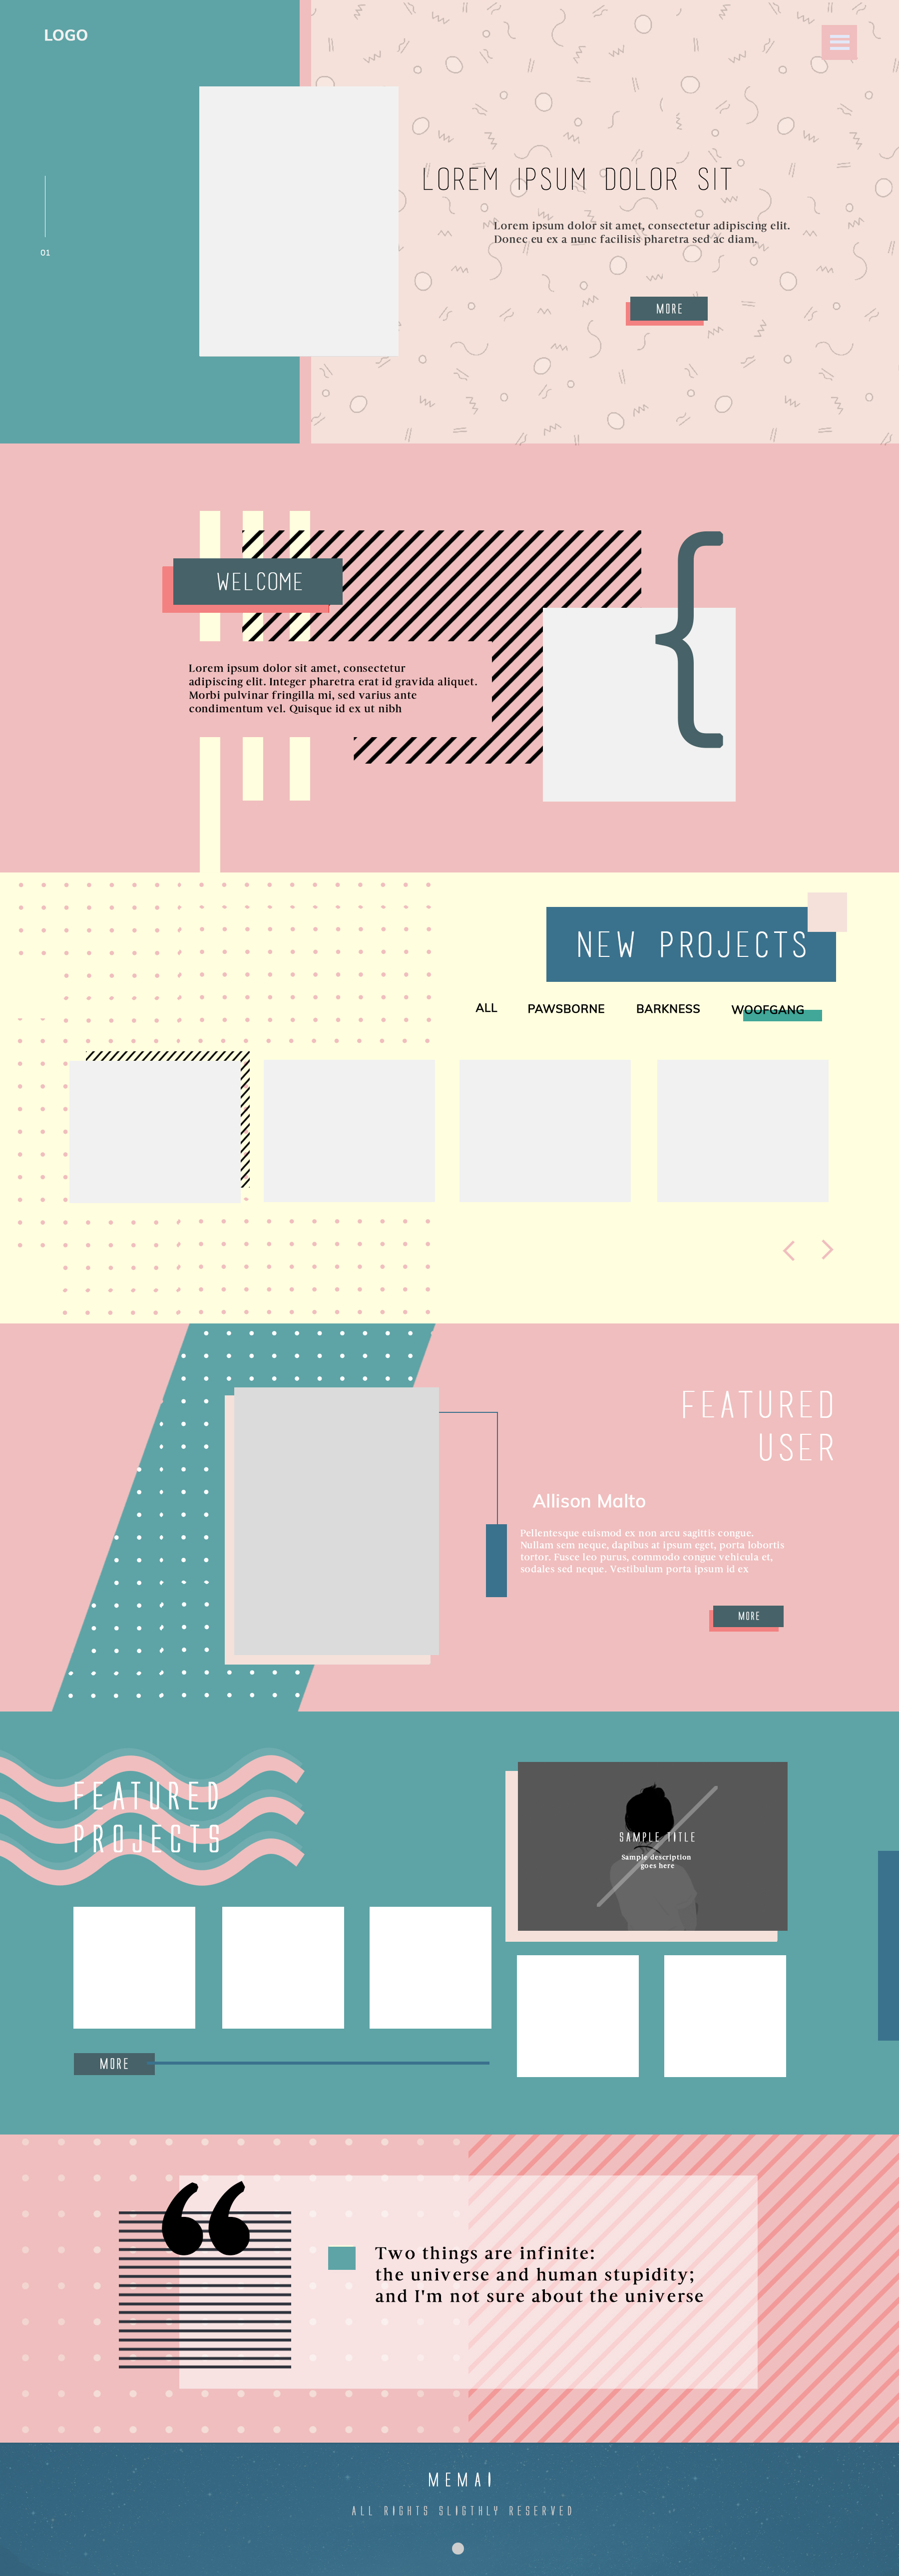 LOGO
01
LOREM IPSUM DOLOR SIT
Lorem ipsum dolor sit amet, consectetur adipiscing elit.
Donec eu ex a nunc facilisis pharetra sed ac diam.
MORE
WELCOME
{
Lorem ipsum dolor sit amet, consectetur
adipiscing elit. Integer pharetra erat id gravida aliquet.
Morbi pulvinar fringilla mi, sed varius ante
condimentum vel. Quisque id ex ut nibh
NEW PROJECTS
ALL PAWSBORNE BARKNESS WOOFGANG
FEATURED
USER
Allison Malto
Pellentesque euismod ex non arcu sagittis congue.
Nullam sem neque, dapibus at ipsum eget, porta lobortis
tortor. Fusce leo purus, commodo congue vehicula et,
sodales sed neque. Vestibulum porta ipsum id ex
MORE
FEATURED
PROJECTS
SAMPLE TITLE
Sample description
goes here
MORE
“
Two things are infinite:
the universe and human stupidity;
and I'm not sure about the universe
MEMAI
ALL RIGHTS SLIGTHLY RESERVED